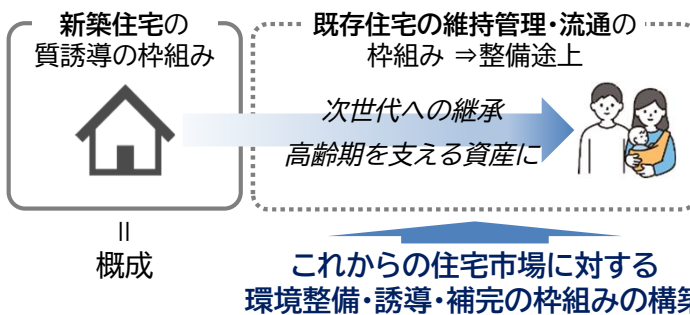 新築住宅の
質誘導の枠組み
既存住宅の維持管理・流通の
枠組み ⇒整備途上
次世代への継承
高齢期を支える資産に
＝
概成
これからの住宅市場に対する
環境整備・誘導・補完の枠組みの構築